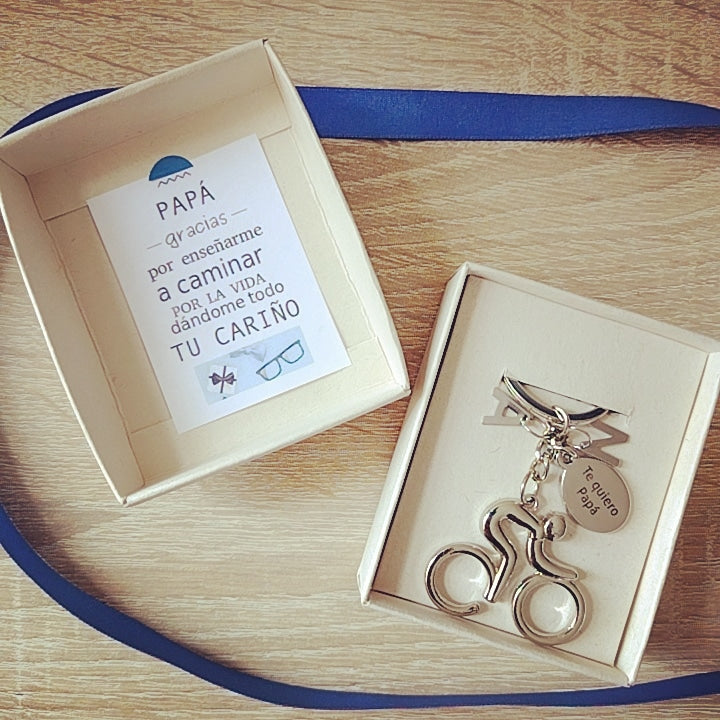 PAPÁ
gracias
por enseñarme
a caminar
POR LA VIDA
dándome todo
TU CARIÑO
A
M
Te quiero
Papá